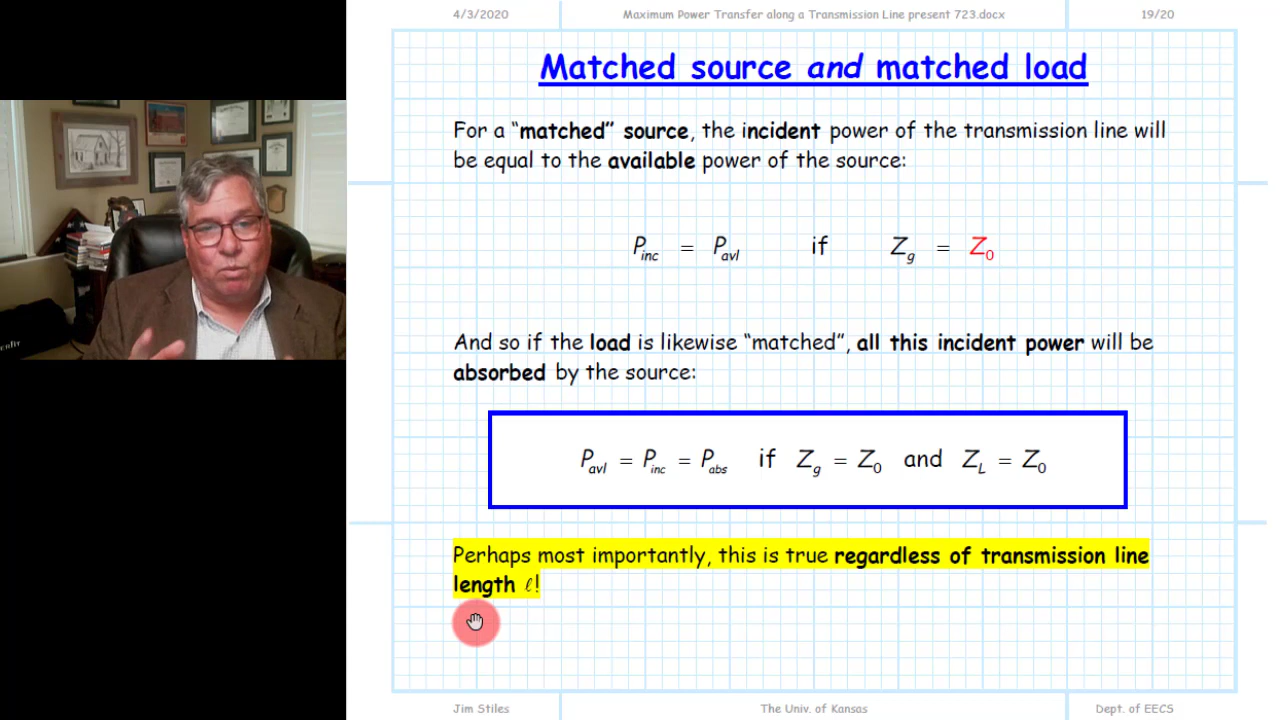 4/3/2020 Maximum Power Transfer along a Transmission Line present 723.docx 19/20
Matched source and matched load
For a “matched” source, the incident power of the transmission line will
be equal to the available power of the source:
P_inc = P_avl if Z_g = Z_0
And so if the load is likewise “matched”, all this incident power will be
absorbed by the source:
P_avl = P_inc = P_abs if Z_g = Z_0 and Z_L = Z_0
Perhaps most importantly, this is true regardless of transmission line
length ℓ!
Jim Stiles The Univ. of Kansas Dept. of EECS